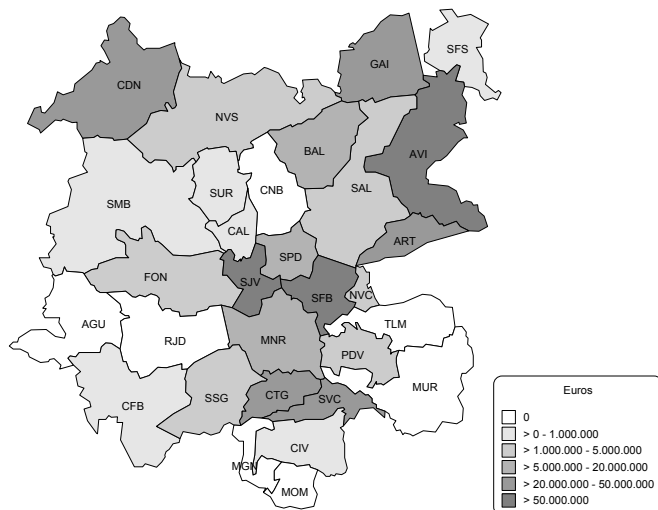 SFS
GAI
CDN
NVS
BAL
AVI
SUR
CNB
SAL
SMB
CAL
ART
SPD
FON
SJV
SFB
NVC
AGU
TLM
RJD
MNR
PDV
MUR
CTG
SSG
SVC
CFB
CIV
MGN
MOM
Euros
0
> 0 - 1.000.000
> 1.000.000 - 5.000.000
> 5.000.000 - 20.000.000
> 20.000.000 - 50.000.000
> 50.000.000